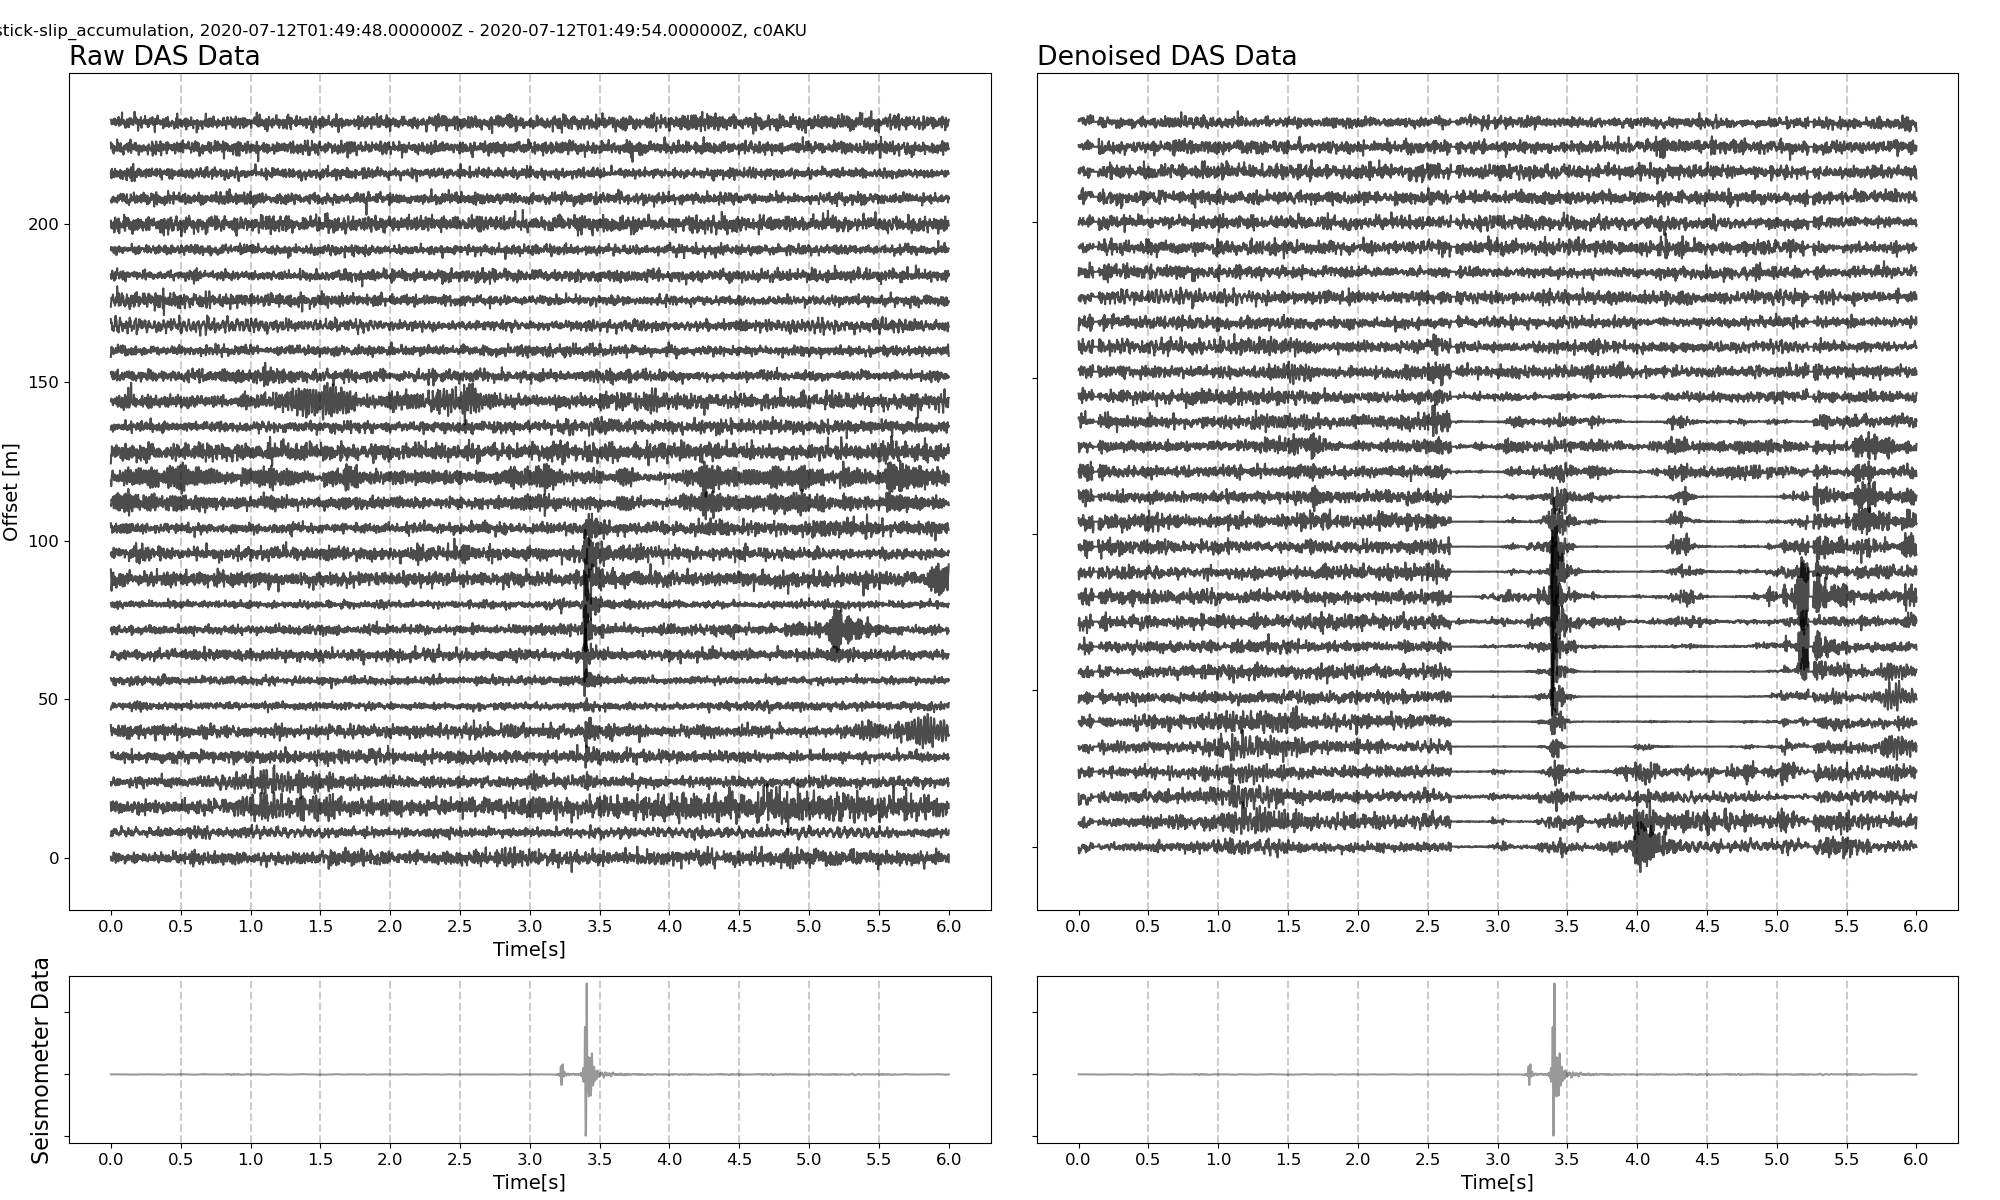 stick-slip_accumulation, 2020-07-12T01:49:48.000000Z - 2020-07-12T01:49:54.000000Z, c0AKU
Raw DAS Data
Denoised DAS Data
Offset [m]
200
150
100
50
0
0.0 0.5 1.0 1.5 2.0 2.5 3.0 3.5 4.0 4.5 5.0 5.5 6.0
Time[s]
0.0 0.5 1.0 1.5 2.0 2.5 3.0 3.5 4.0 4.5 5.0 5.5 6.0
Seismometer Data
0.0 0.5 1.0 1.5 2.0 2.5 3.0 3.5 4.0 4.5 5.0 5.5 6.0
Time[s]
0.0 0.5 1.0 1.5 2.0 2.5 3.0 3.5 4.0 4.5 5.0 5.5 6.0
Time[s]